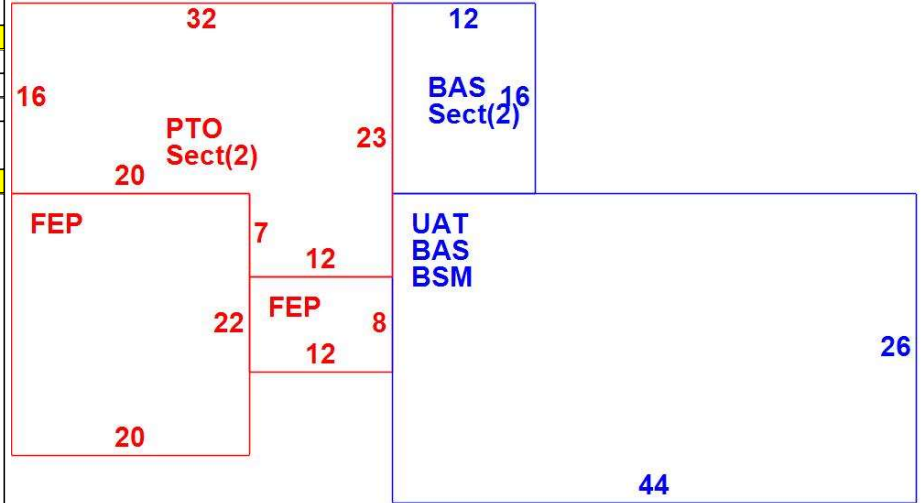 32
12
16
BAS 16
Sect(2)
PTO
23
Sect(2)
20
FEP
UAT
7
BAS
12
BSM
FEP
22
8
26
12
20
44